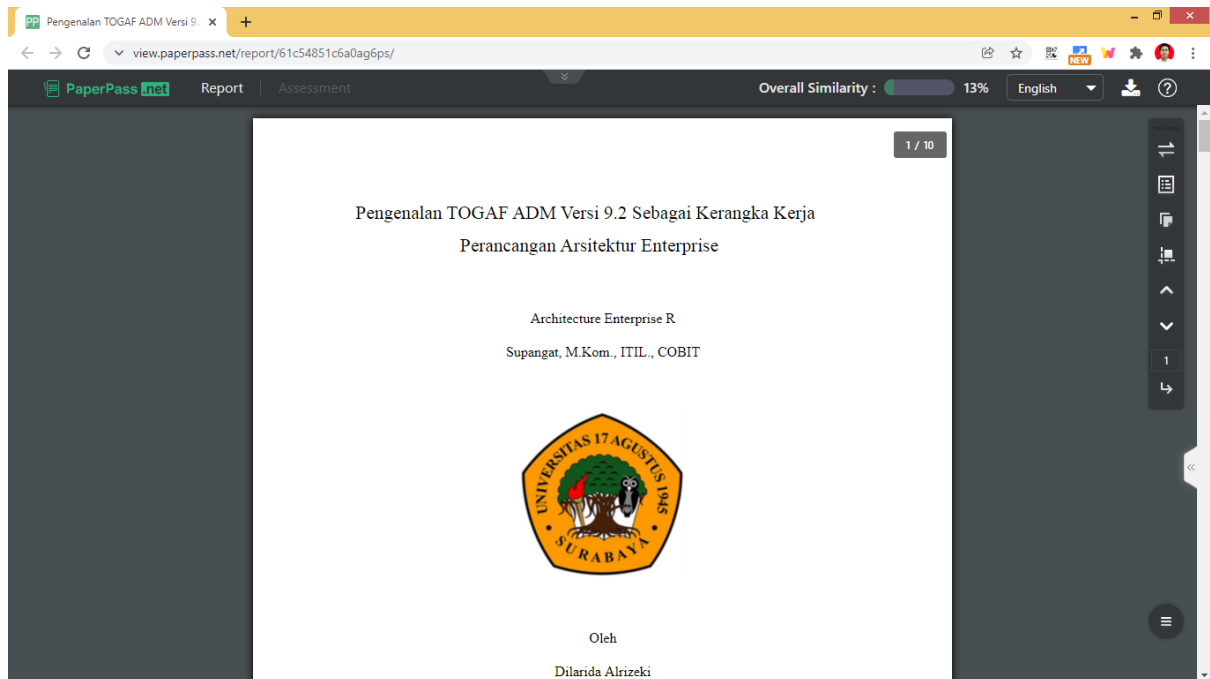 PP Pengenalan TOGAF ADM Versi 9.
view.paperpass.net/report/61c54851c6a0ag6ps/
NEW
PaperPass .net Report Assessment Overall Similarity : 13% English
1 / 10
Pengenalan TOGAF ADM Versi 9.2 Sebagai Kerangka Kerja
Perancangan Arsitektur Enterprise
Architecture Enterprise R
Supangat, M.Kom., ITIL., COBIT
1
UNIVERSITAS 17 AGUSTUS 1945
SURABAYA
Oleh
Dilarida Alrizeki